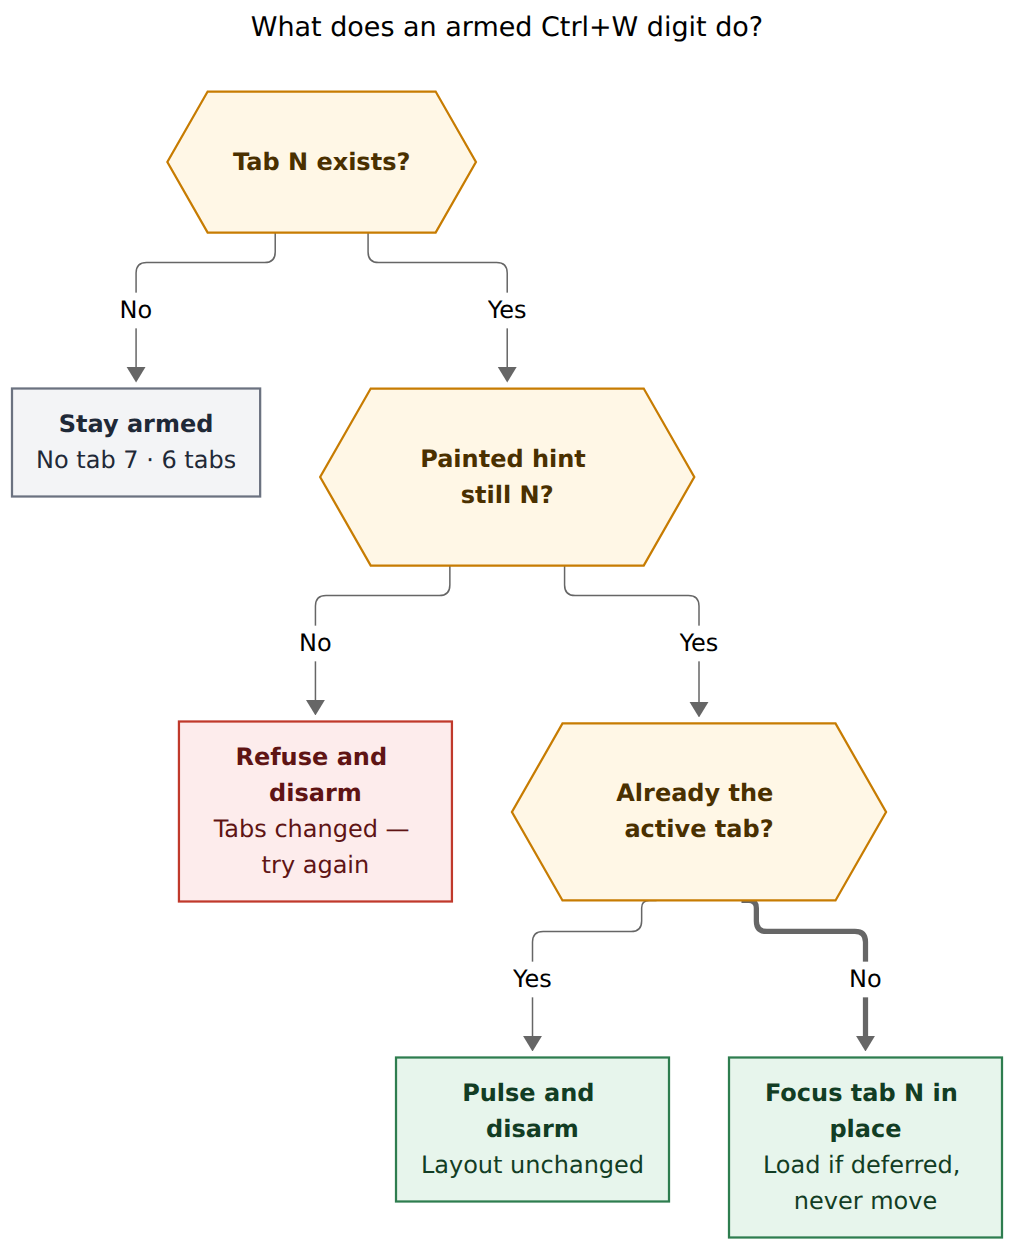 What does an armed Ctrl+W digit do?
Tab N exists?
No
Yes
Stay armed
No tab 7 · 6 tabs
Painted hint
still N?
No
Yes
Refuse and
disarm
Tabs changed —
try again
Already the
active tab?
Yes
No
Pulse and
disarm
Layout unchanged
Focus tab N in
place
Load if deferred,
never move